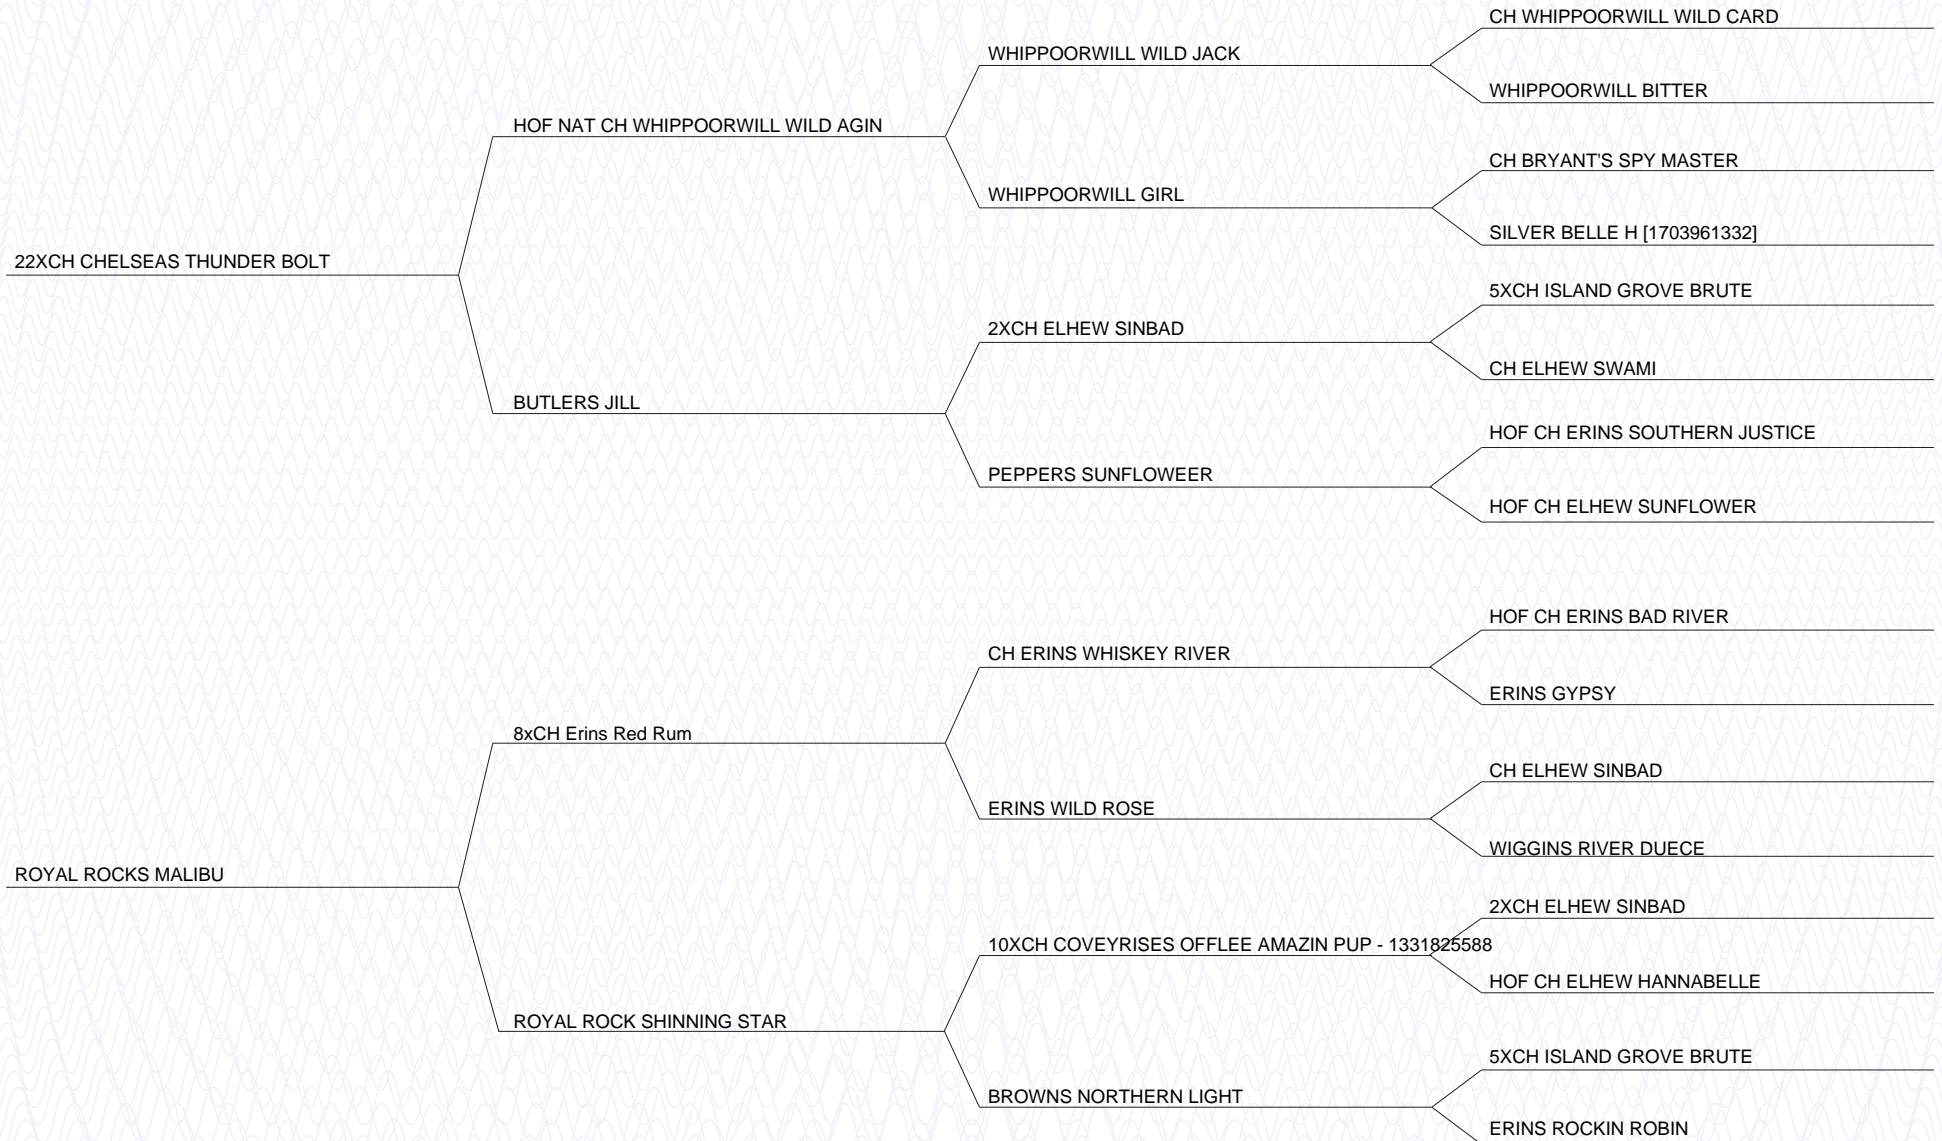 CH WHIPPOORWILL WILD CARD
WHIPPOORWILL WILD JACK
WHIPPOORWILL BITTER
HOF NAT CH WHIPPOORWILL WILD AGIN
CH BRYANT'S SPY MASTER
WHIPPOORWILL GIRL
SILVER BELLE H [1703961332]
22XCH CHELSEAS THUNDER BOLT
5XCH ISLAND GROVE BRUTE
2XCH ELHEW SINBAD
CH ELHEW SWAMI
BUTLERS JILL
HOF CH ERINS SOUTHERN JUSTICE
PEPPERS SUNFLOWEER
HOF CH ELHEW SUNFLOWER
HOF CH ERINS BAD RIVER
CH ERINS WHISKEY RIVER
ERINS GYPSY
8xCH Erins Red Rum
CH ELHEW SINBAD
ERINS WILD ROSE
WIGGINS RIVER DUECE
ROYAL ROCKS MALIBU
2XCH ELHEW SINBAD
10XCH COVEYRISES OFFLEE AMAZIN PUP - 1331825588
HOF CH ELHEW HANNABELLE
ROYAL ROCK SHINNING STAR
5XCH ISLAND GROVE BRUTE
BROWNS NORTHERN LIGHT
ERINS ROCKIN ROBIN